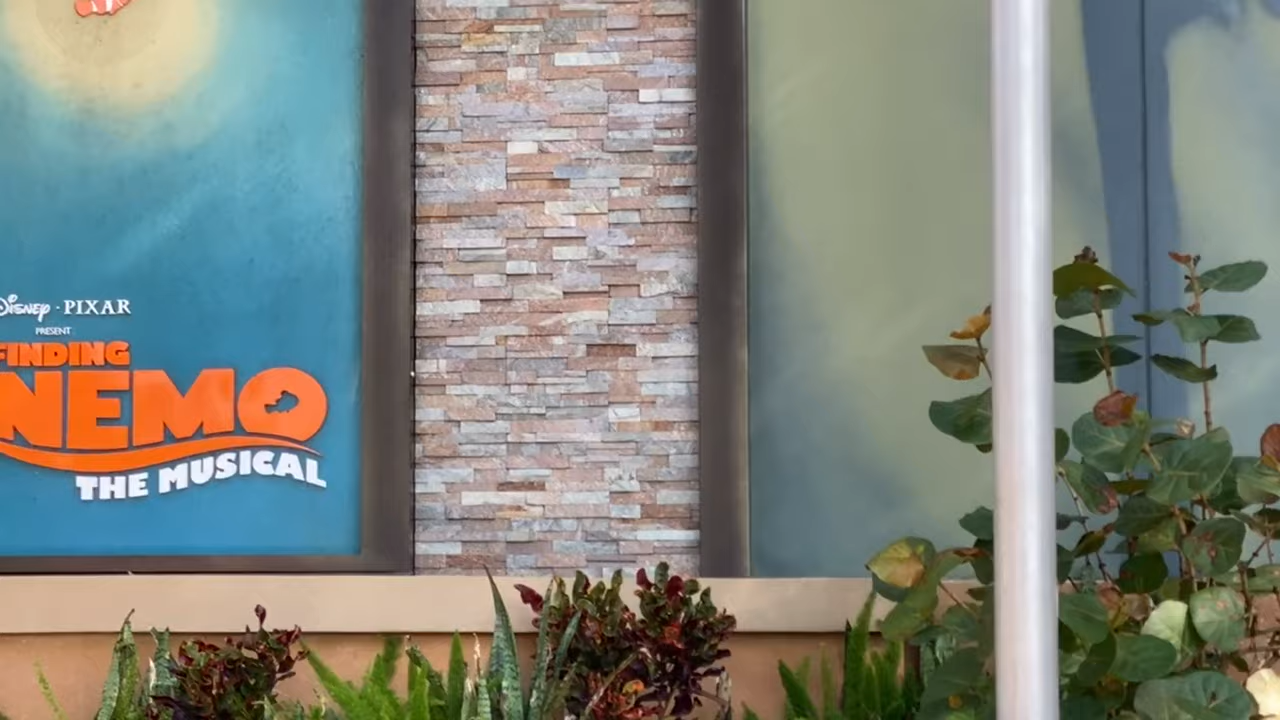 Disney · PIXAR
PRESENT
FINDING
NEMO
THE MUSICAL